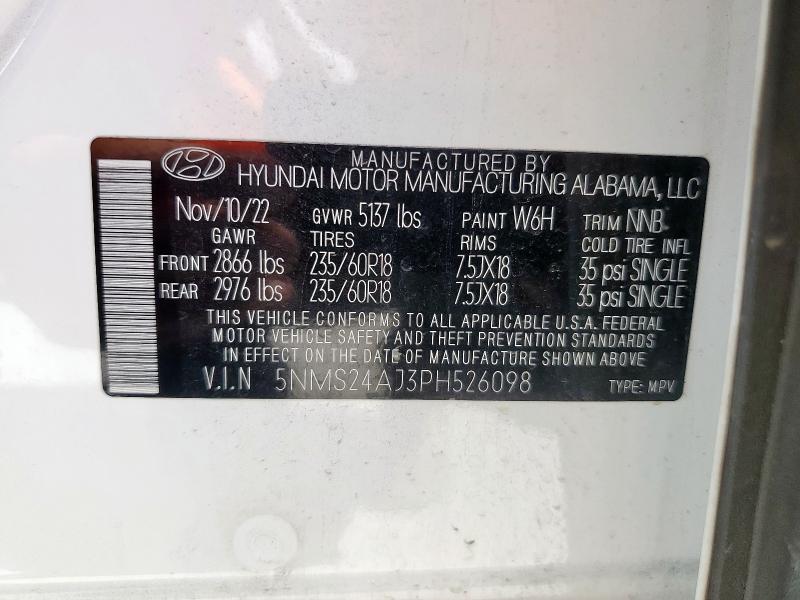 MANUFACTURED BY
HYUNDAI MOTOR MANUFACTURING ALABAMA, LLC
Nov/10/22 GVWR 5137 lbs PAINT W6H TRIM NNB
GAWR TIRES RIMS COLD TIRE INFL
FRONT 2866 lbs 235/60R18 7.5JX18 35 psi SINGLE
REAR 2976 lbs 235/60R18 7.5JX18 35 psi SINGLE
THIS VEHICLE CONFORMS TO ALL APPLICABLE U.S.A. FEDERAL
MOTOR VEHICLE SAFETY AND THEFT PREVENTION STANDARDS
IN EFFECT ON THE DATE OF MANUFACTURE SHOWN ABOVE.
V.I.N 5NMS24AJ3PH526098 TYPE: MPV